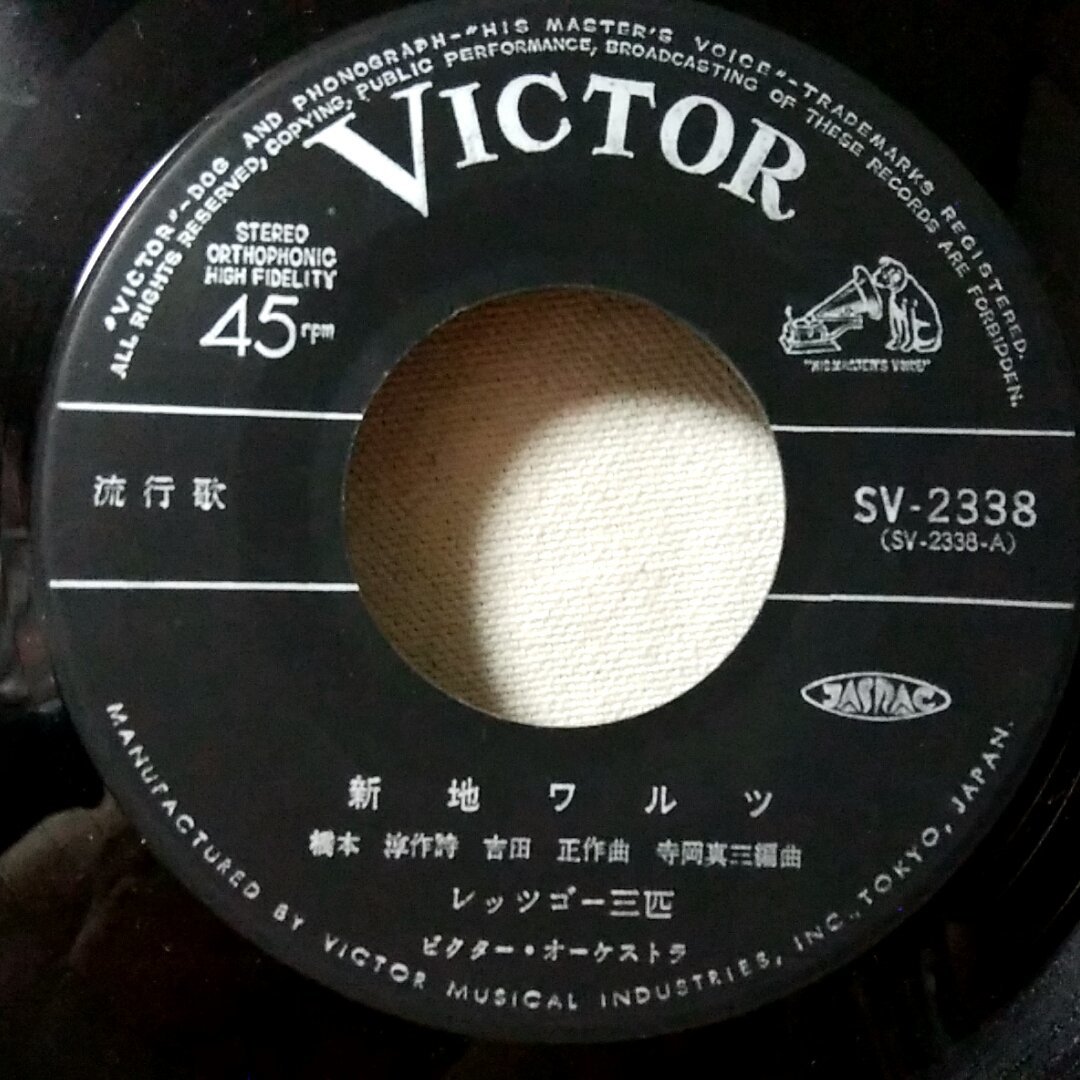 "VICTOR"-DOG AND PHONOGRAPH-"HIS MASTER'S VOICE"-TRADEMARKS REGISTERED.
ALL RIGHTS RESERVED, COPYING, PUBLIC PERFORMANCE, BROADCASTING OF THESE RECORDS ARE FORBIDDEN.
VICTOR
STEREO
ORTHOPHONIC
HIGH FIDELITY
45 rpm
"HIS MASTER'S VOICE"
流行歌
SV-2338
(SV-2338-A)
JASRAC
新地ワルツ
橋本 淳作詩 吉田 正作曲 寺岡真三編曲
レッツゴー三匹
ビクター・オーケストラ
MANUFACTURED BY VICTOR MUSICAL INDUSTRIES, INC., TOKYO, JAPAN.